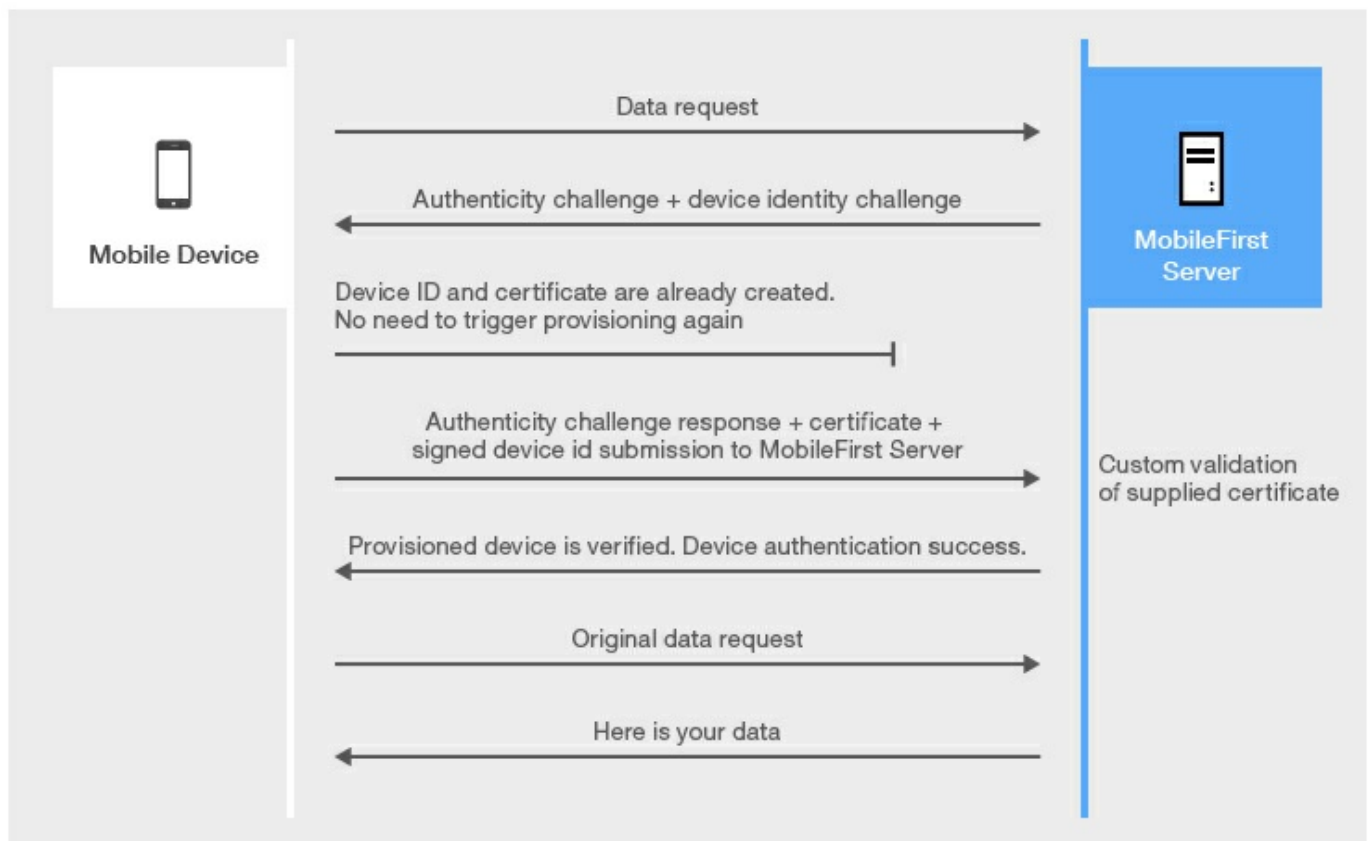 Data request
Authenticity challenge + device identity challenge
Mobile Device
MobileFirst
Server
Device ID and certificate are already created.
No need to trigger provisioning again
Authenticity challenge response + certificate +
signed device id submission to MobileFirst Server
Custom validation
of supplied certificate
Provisioned device is verified. Device authentication success.
Original data request
Here is your data